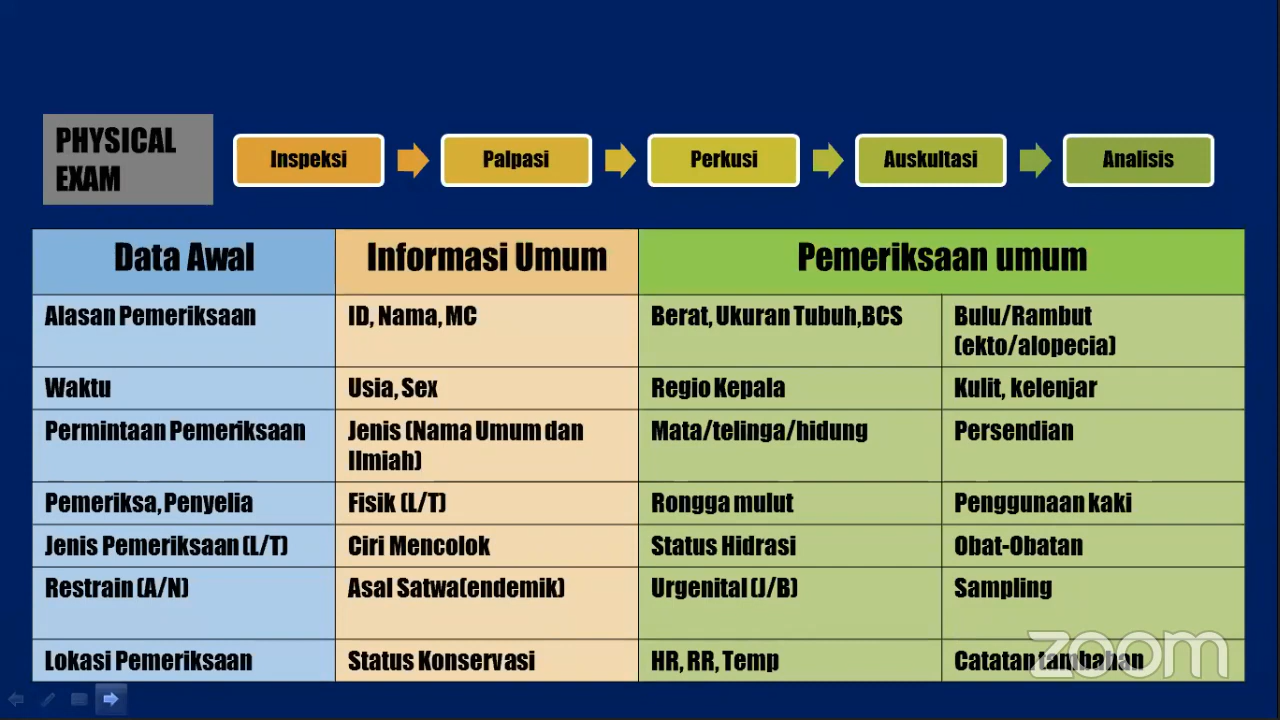 PHYSICAL
EXAM
Inspeksi
Palpasi
Perkusi
Auskultasi
Analisis
Data Awal
Informasi Umum
Pemeriksaan umum
Alasan Pemeriksaan
ID, Nama, MC
Berat, Ukuran Tubuh,BCS
Bulu/Rambut
(ekto/alopecia)
Waktu
Usia, Sex
Regio Kepala
Kulit, kelenjar
Permintaan Pemeriksaan
Jenis (Nama Umum dan
Ilmiah)
Mata/telinga/hidung
Persendian
Pemeriksa, Penyelia
Fisik (L/T)
Rongga mulut
Penggunaan kaki
Jenis Pemeriksaan (L/T)
Ciri Mencolok
Status Hidrasi
Obat-Obatan
Restrain (A/N)
Asal Satwa(endemik)
Urgenital (J/B)
Sampling
Lokasi Pemeriksaan
Status Konservasi
HR, RR, Temp
Catatan tambahan
zoom